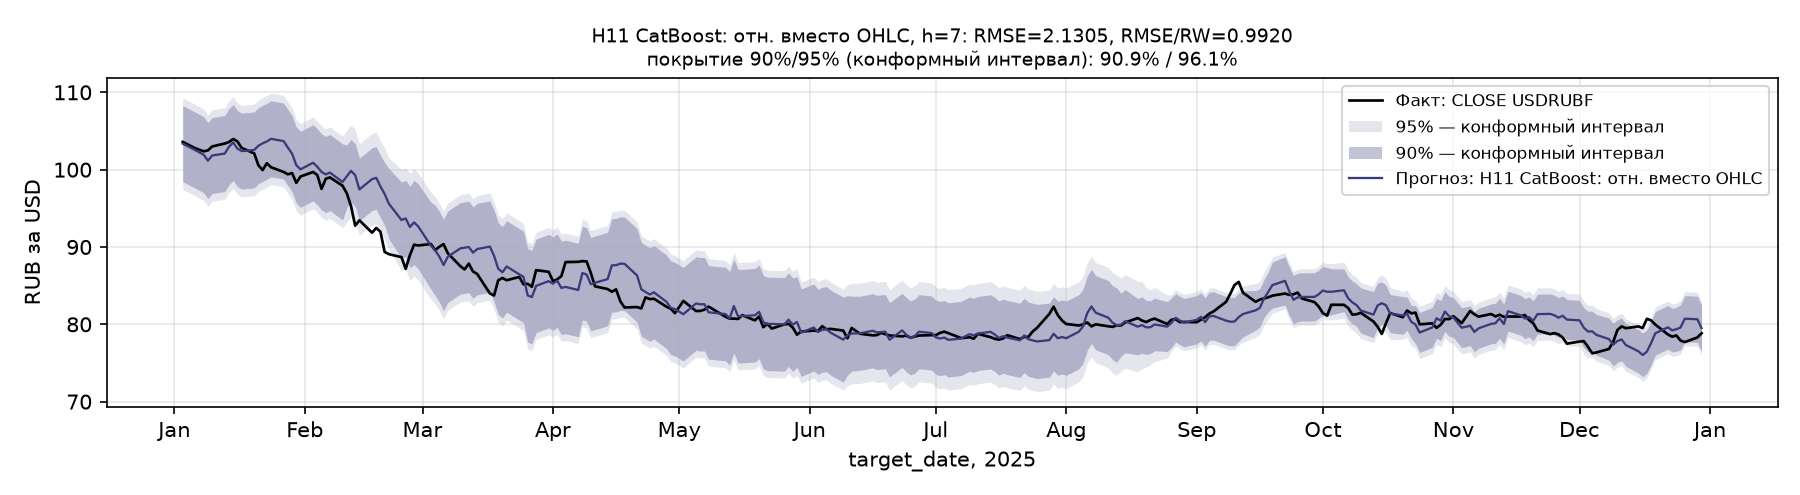 H11 CatBoost: отн. вместо OHLC, h=7: RMSE=2.1305, RMSE/RW=0.9920
покрытие 90%/95% (конформный интервал): 90.9% / 96.1%
RUB за USD
110
100
90
80
70
Факт: CLOSE USDRUBF
95% — конформный интервал
90% — конформный интервал
Прогноз: H11 CatBoost: отн. вместо OHLC
Jan Feb Mar Apr May Jun Jul Aug Sep Oct Nov Dec Jan
target_date, 2025